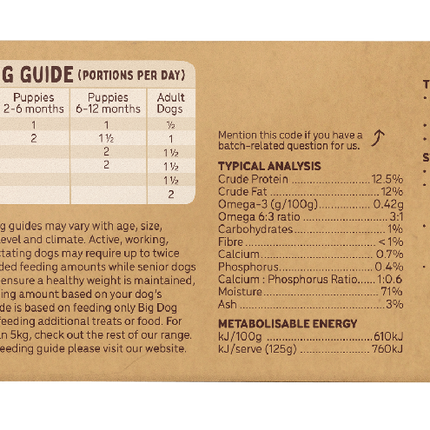 G GUIDE (PORTIONS PER DAY)
Puppies 2-6 months Puppies 6-12 months Adult Dogs
1 1 ½
2 1½ 1
2 1½
2 1½
1½
2
g guides may vary with age, size,
level and climate. Active, working,
tating dogs may require up to twice
ded feeding amounts while senior dogs
ensure a healthy weight is maintained,
ing amount based on your dog's
de is based on feeding only Big Dog
feeding additional treats or food. For
n 5kg, check out the rest of our range.
eeding guide please visit our website.
Mention this code if you have a
batch-related question for us.
TYPICAL ANALYSIS
Crude Protein 12.5%
Crude Fat 12%
Omega-3 (g/100g) 0.42g
Omega 6:3 ratio 3:1
Carbohydrates 1%
Fibre <1%
Calcium 0.7%
Phosphorus 0.4%
Calcium : Phosphorus Ratio 1:0.6
Moisture 71%
Ash 3%
METABOLISABLE ENERGY
kJ/100g 610kJ
kJ/serve (125g) 760kJ
T
S